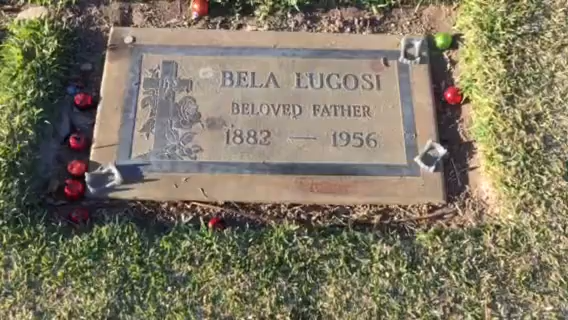 BELA LUGOSI
BELOVED FATHER
1882 — 1956